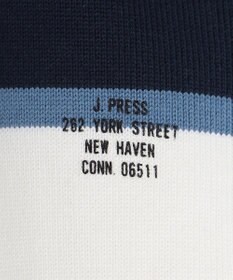 J. PRESS
262 YORK STREET
NEW HAVEN
CONN. 06511